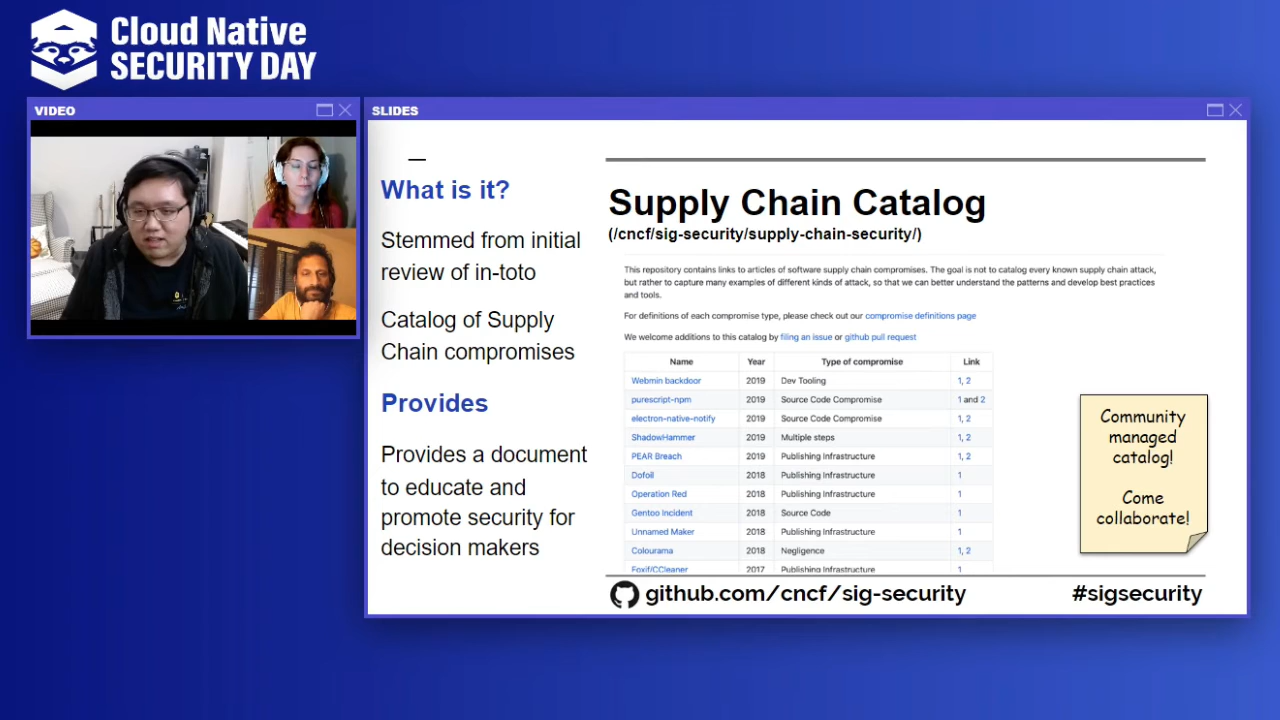 Cloud Native
SECURITY DAY
VIDEO
SLIDES
What is it?
Stemmed from initial
review of in-toto
Catalog of Supply
Chain compromises
Provides
Provides a document
to educate and
promote security for
decision makers
Supply Chain Catalog
(/cncf/sig-security/supply-chain-security/)
This repository contains links to articles of software supply chain compromises. The goal is not to catalog every known supply chain attack,
but rather to capture many examples of different kinds of attack, so that we can better understand the patterns and develop best practices
and tools.
For definitions of each compromise type, please check out our compromise definitions page
We welcome additions to this catalog by filing an issue or github pull request
Name Year Type of compromise Link
Webmin backdoor 2019 Dev Tooling 1, 2
purescript-npm 2019 Source Code Compromise 1 and 2
electron-native-notify 2019 Source Code Compromise 1, 2
ShadowHammer 2019 Multiple steps 1, 2
PEAR Breach 2019 Publishing Infrastructure 1, 2
Dofoil 2018 Publishing Infrastructure 1
Operation Red 2018 Publishing Infrastructure 1
Gentoo Incident 2018 Source Code 1
Unnamed Maker 2018 Publishing Infrastructure 1
Colourama 2018 Negligence 1, 2
Foxif/CCleaner 2017 Publishing Infrastructure 1
Community
managed
catalog!
Come
collaborate!
github.com/cncf/sig-security
#sigsecurity